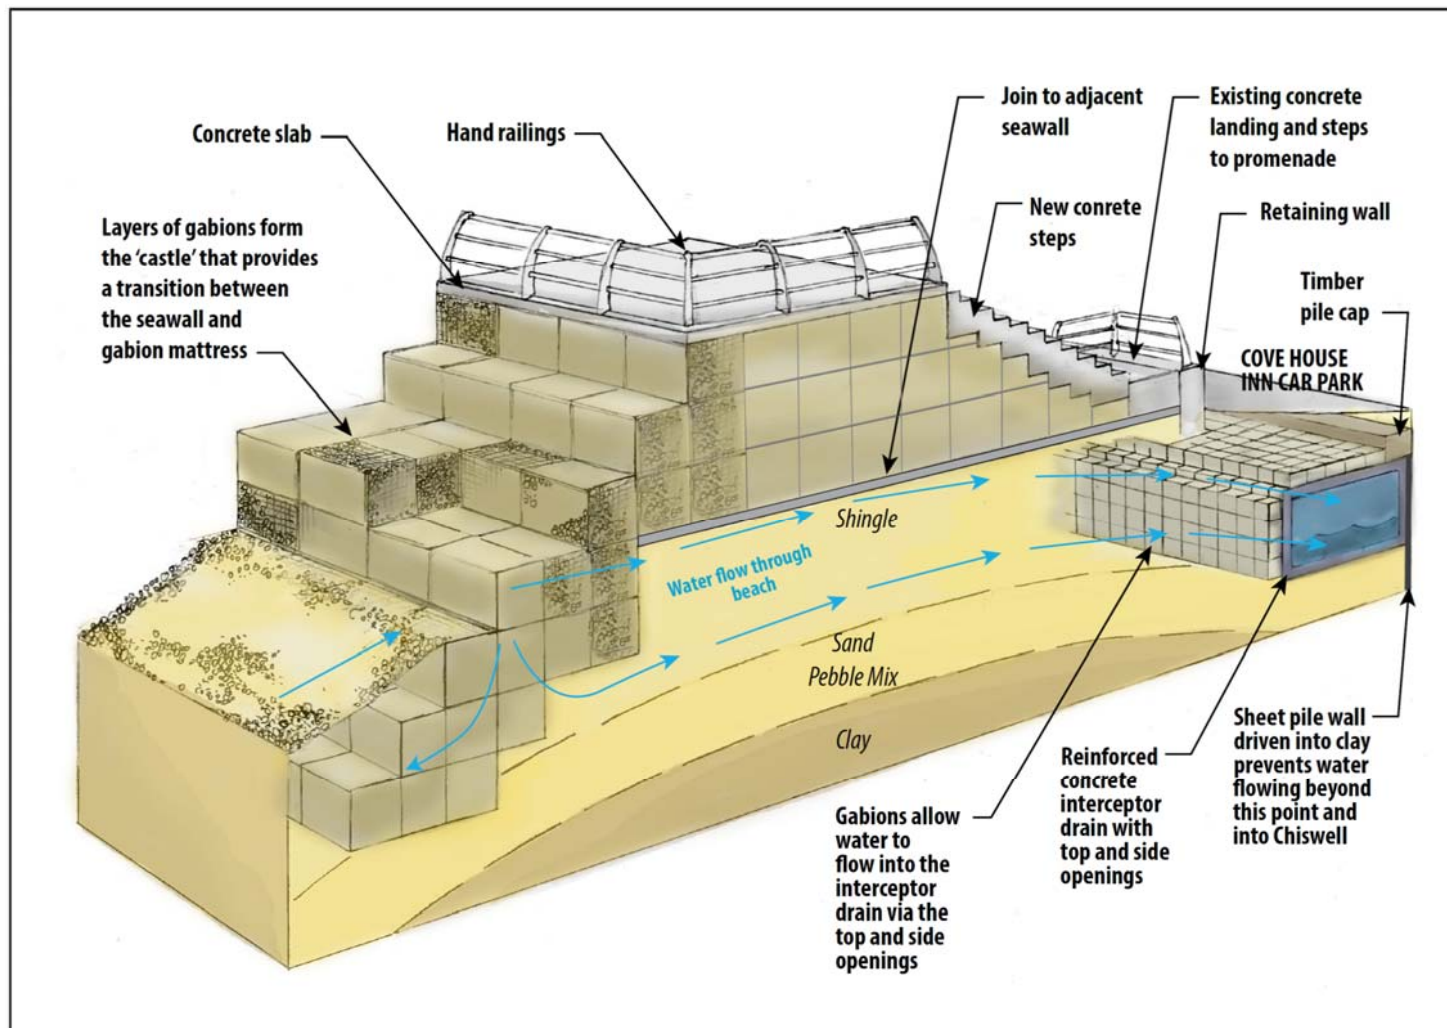 Concrete slab
Hand railings
Join to adjacent
seawall
Existing concrete
landing and steps
to promenade
Layers of gabions form
the ‘castle’ that provides
a transition between
the seawall and
gabion mattress
New conrete
steps
Retaining wall
Timber
pile cap
COVE HOUSE
INN CAR PARK
Shingle
Water flow through
beach
Sand
Pebble Mix
Clay
Gabions allow
water to
flow into the
interceptor
drain via the
top and side
openings
Reinforced
concrete
interceptor
drain with
top and side
openings
Sheet pile wall
driven into clay
prevents water
flowing beyond
this point and
into Chiswell